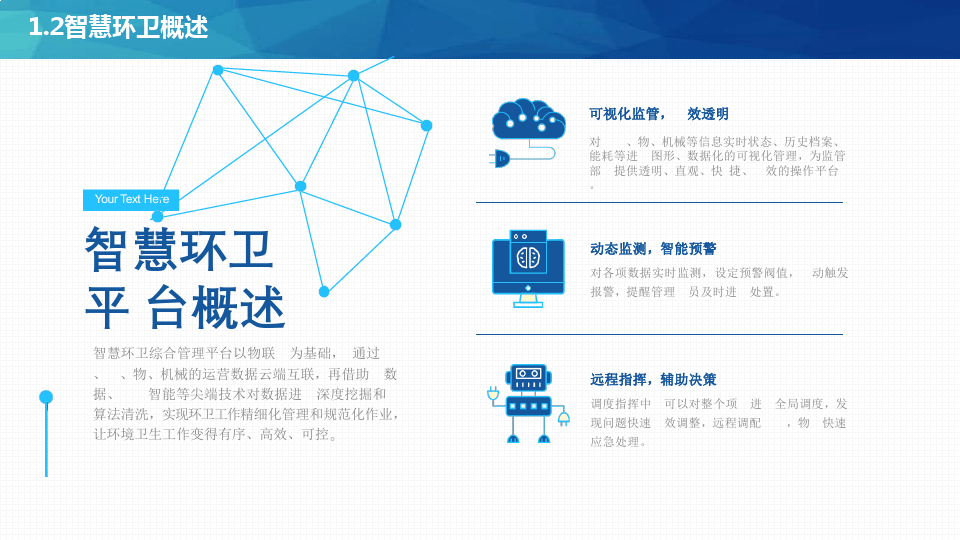 1.2智慧环卫概述
Your Text Here
智慧环卫
平 台概述
智慧环卫综合管理平台以物联 为基础， 通过
、 、物、机械的运营数据云端互联，再借助 数
据、 智能等尖端技术对数据进 深度挖掘和
算法清洗，实现环卫工作精细化管理和规范化作业，
让环境卫生工作变得有序、高效、可控。
可视化监管， 效透明
对 、物、机械等信息实时状态、历史档案、
能耗等进 图形、数据化的可视化管理，为监管
部 提供透明、直观、快 捷、 效的操作平台
。
动态监测，智能预警
对各项数据实时监测，设定预警阀值， 动触发
报警，提醒管理 员及时进 处置。
远程指挥，辅助决策
调度指挥中 可以对整个项 进 全局调度，发
现问题快速 效调整，远程调配 ，物 快速
应急处理。